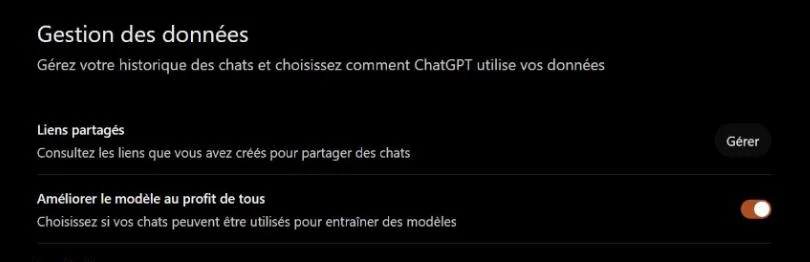 Gestion des données
Gérez votre historique des chats et choisissez comment ChatGPT utilise vos données
Liens partagés
Consultez les liens que vous avez créés pour partager des chats
Gérer
Améliorer le modèle au profit de tous
Choisissez si vos chats peuvent être utilisés pour entraîner des modèles